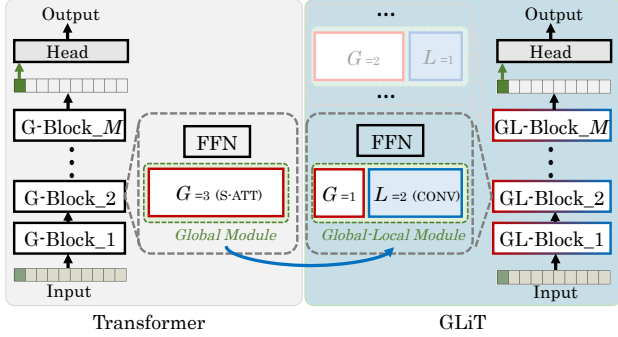 Output
Head
G-Block_M
G-Block_2
G-Block_1
Input
FFN
G=3 (S-ATT)
Global Module
Transformer
...
G=2
L=1
...
FFN
G=1
L=2 (CONV)
Global-Local Module
Output
Head
GL-Block_M
GL-Block_2
GL-Block_1
Input
GLiT